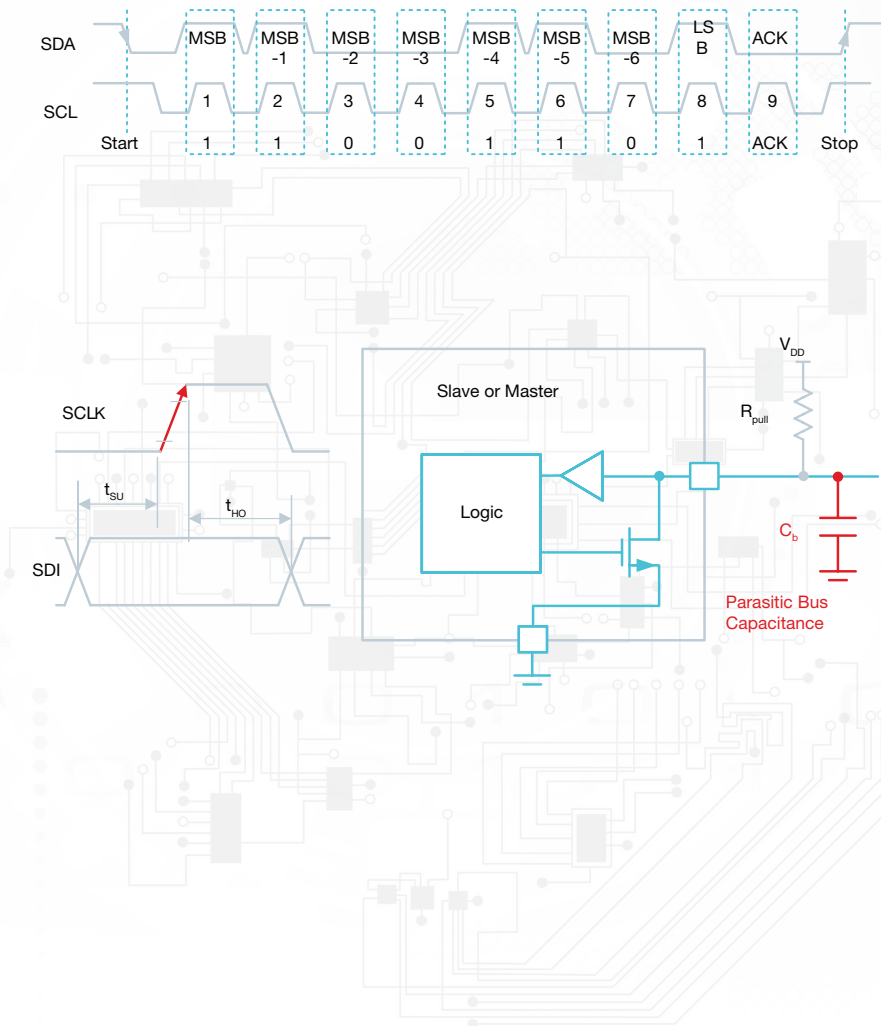 SDA MSB MSB MSB MSB MSB MSB MSB LS ACK
-1 -2 -3 -4 -5 -6 B
SCL 1 2 3 4 5 6 7 8 9
Start 1 1 0 0 1 1 0 1 ACK Stop
VDD
Slave or Master
Rpull
SCLK
tSU
tHO
Logic
Cb
SDI
Parasitic Bus
Capacitance